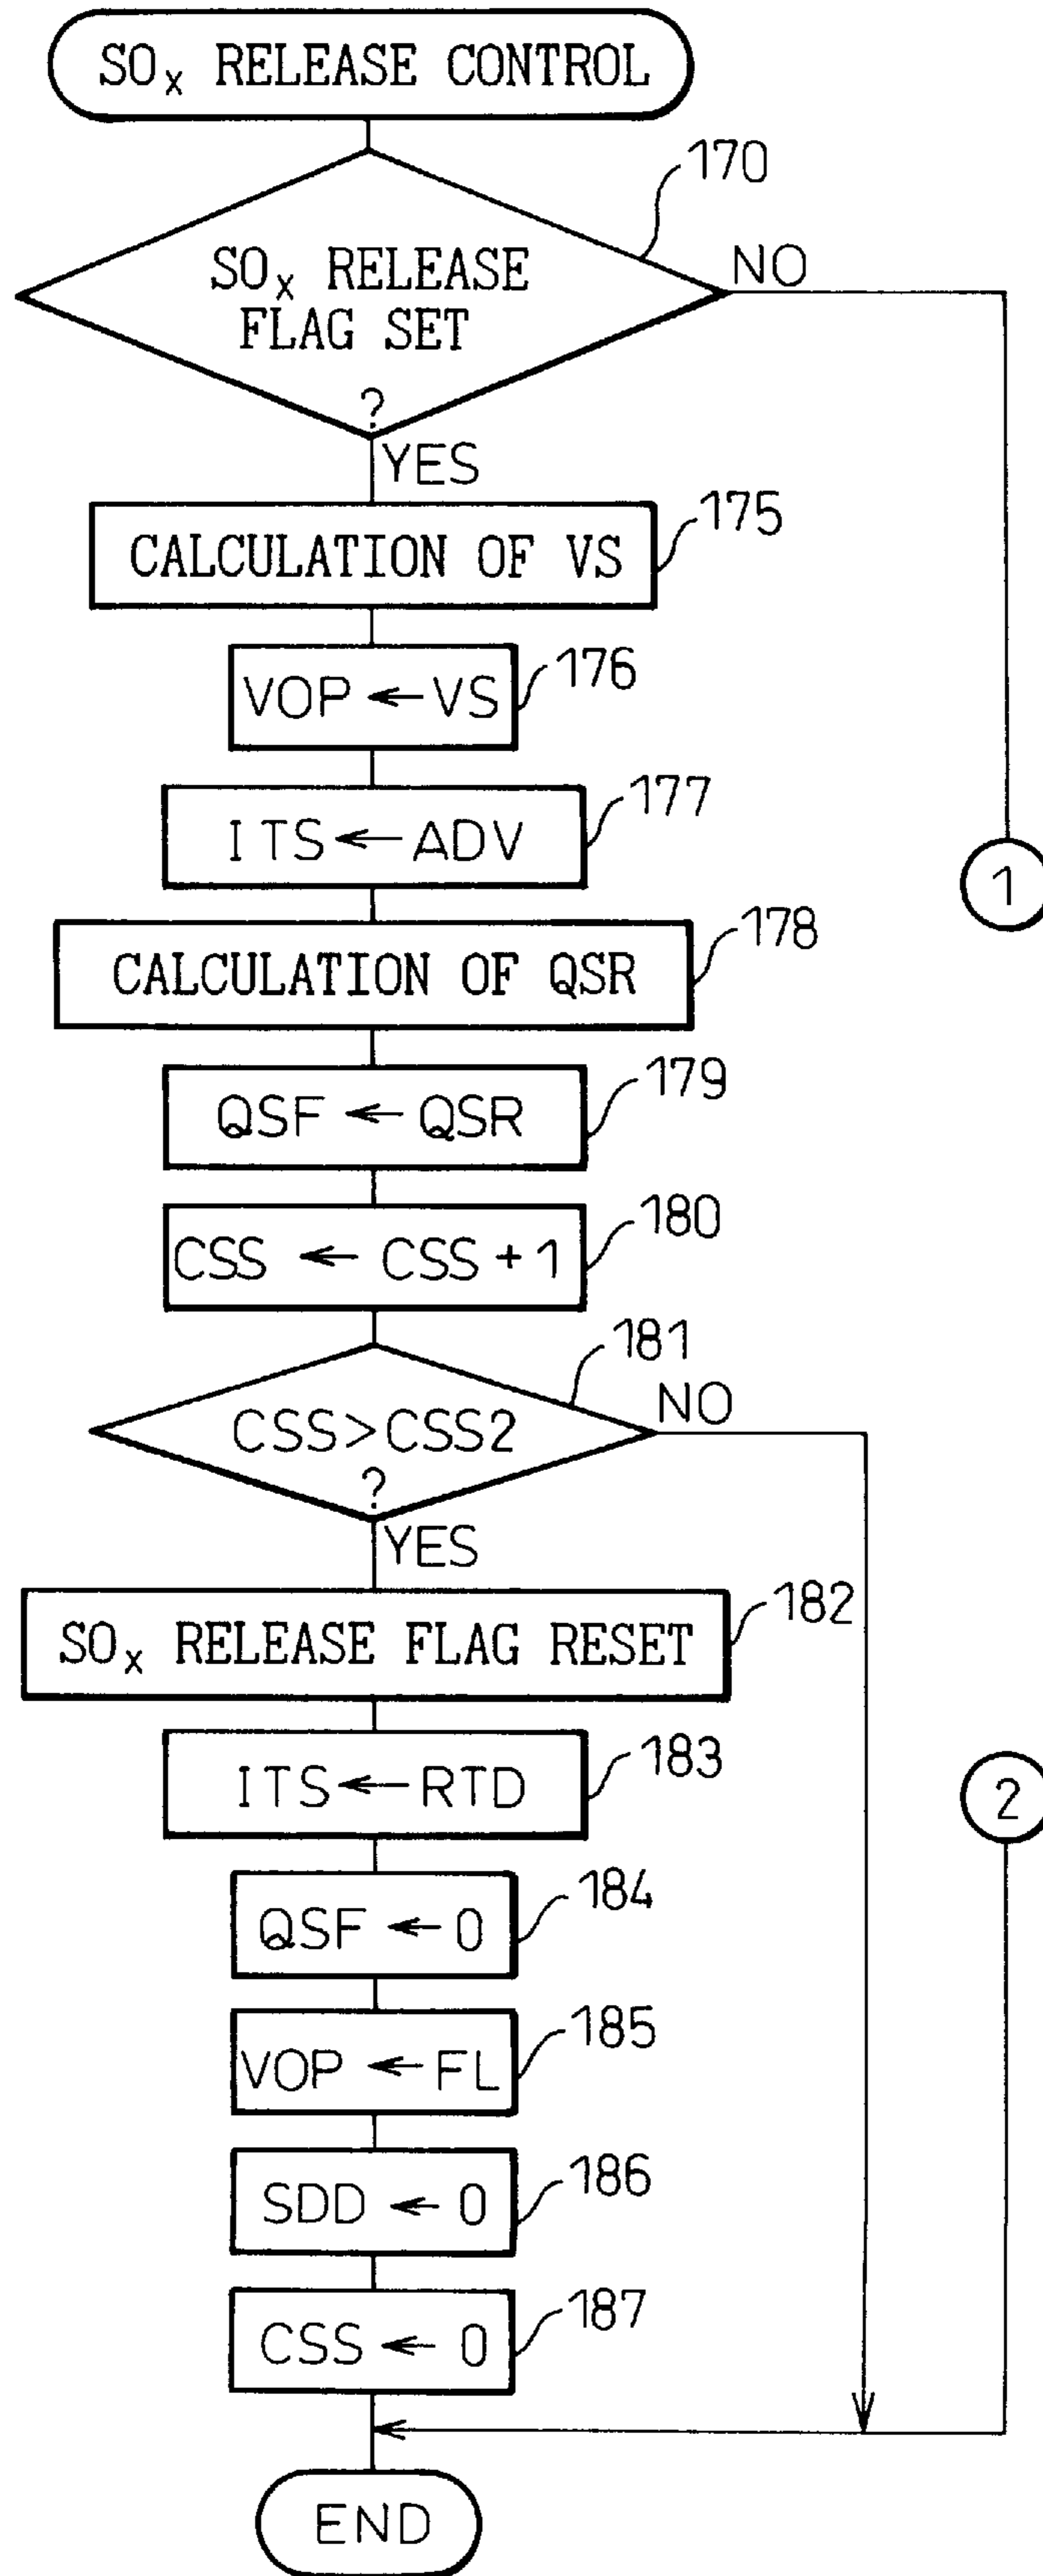 SOₓ RELEASE CONTROL
170
SOₓ RELEASE
FLAG SET
?
NO
YES
CALCULATION OF VS
175
VOP ← VS
176
ITS ← ADV
177
1
CALCULATION OF QSR
178
QSF ← QSR
179
CSS ← CSS + 1
180
181
CSS > CSS2
?
NO
YES
SOₓ RELEASE FLAG RESET
182
ITS ← RTD
183
2
QSF ← 0
184
VOP ← FL
185
SDD ← 0
186
CSS ← 0
187
END